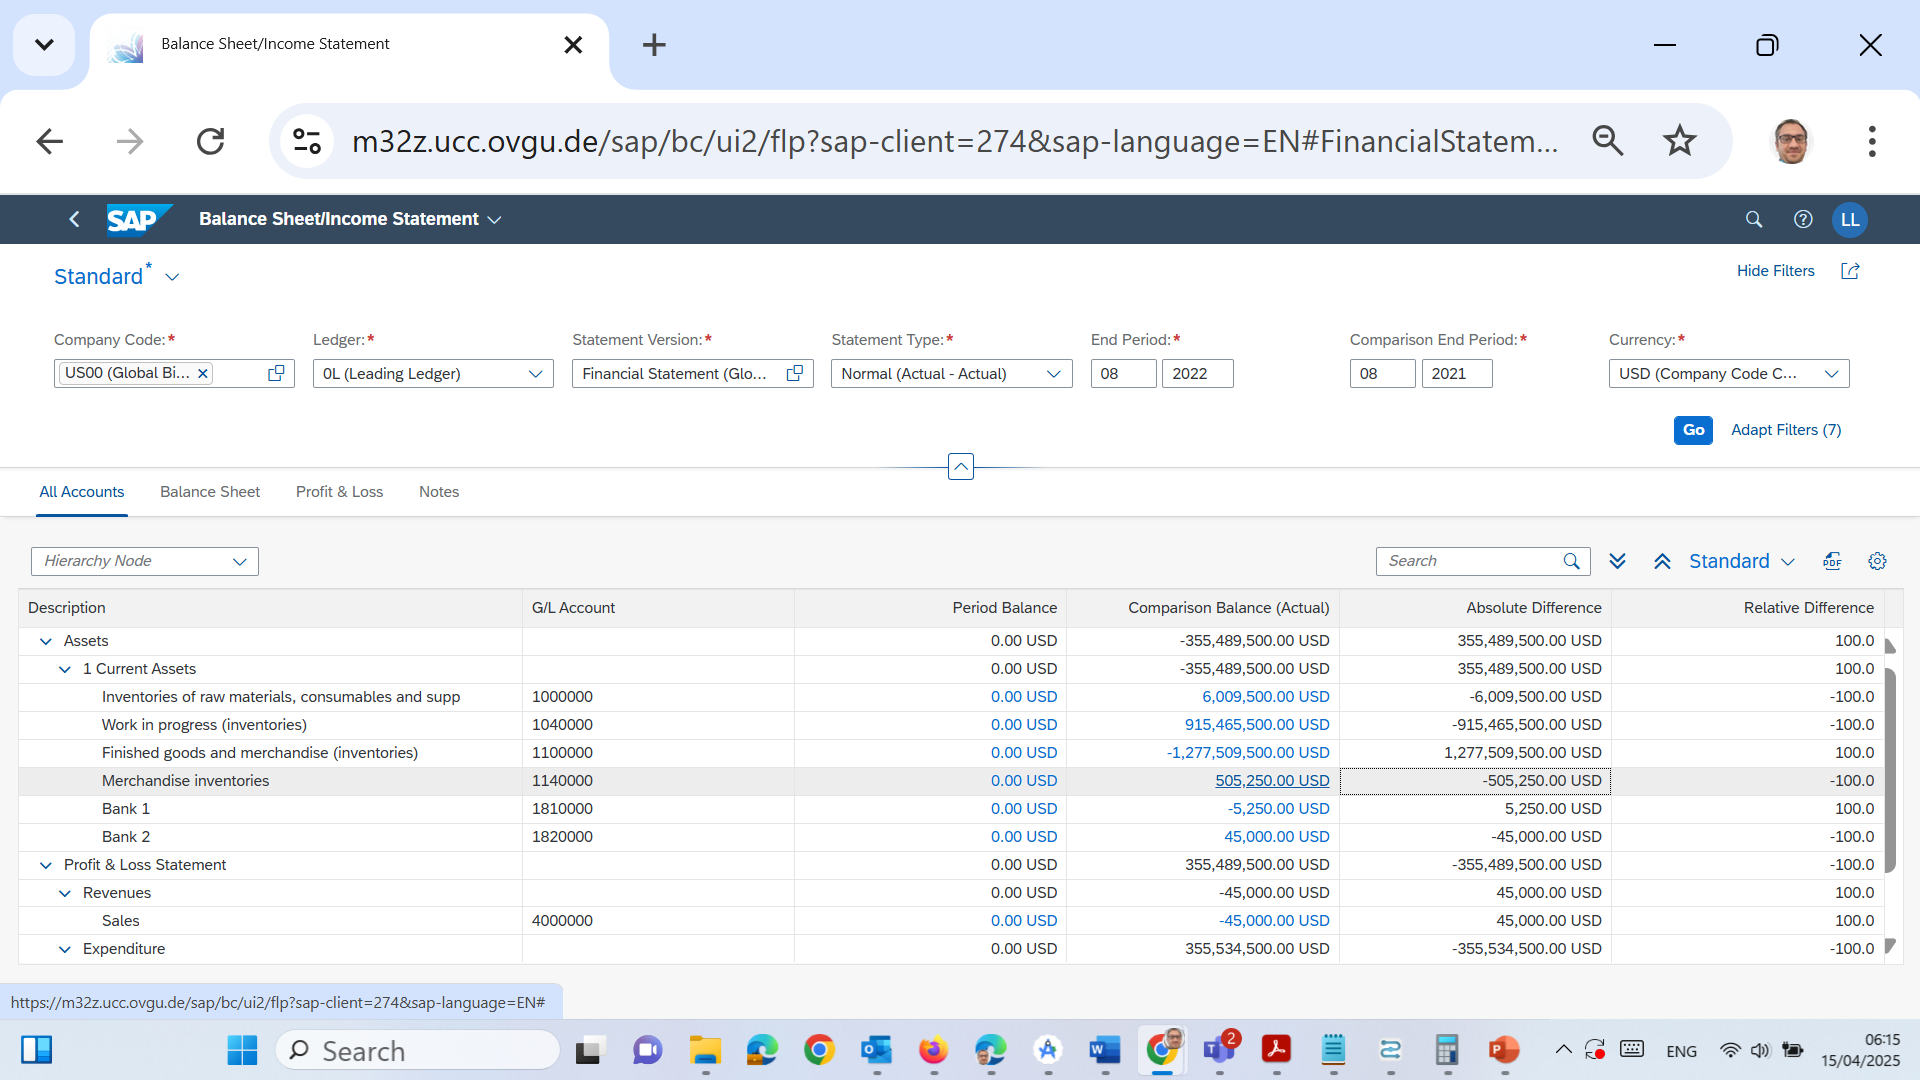 Balance Sheet/Income Statement
m32z.ucc.ovgu.de/sap/bc/ui2/flp?sap-client=274&sap-language=EN#FinancialStatem...
SAP Balance Sheet/Income Statement LL
Standard* Hide Filters
Company Code:* Ledger:* Statement Version:* Statement Type:* End Period:* Comparison End Period:* Currency:*
US00 (Global Bi... 0L (Leading Ledger) Financial Statement (Glo... Normal (Actual - Actual) 08 2022 08 2021 USD (Company Code C...
Go Adapt Filters (7)
All Accounts Balance Sheet Profit & Loss Notes
Hierarchy Node Search Standard PDF
Description G/L Account Period Balance Comparison Balance (Actual) Absolute Difference Relative Difference
Assets 0.00 USD -355,489,500.00 USD 355,489,500.00 USD 100.0
1 Current Assets 0.00 USD -355,489,500.00 USD 355,489,500.00 USD 100.0
Inventories of raw materials, consumables and supp 1000000 0.00 USD 6,009,500.00 USD -6,009,500.00 USD -100.0
Work in progress (inventories) 1040000 0.00 USD 915,465,500.00 USD -915,465,500.00 USD -100.0
Finished goods and merchandise (inventories) 1100000 0.00 USD -1,277,509,500.00 USD 1,277,509,500.00 USD 100.0
Merchandise inventories 1140000 0.00 USD 505,250.00 USD -505,250.00 USD -100.0
Bank 1 1810000 0.00 USD -5,250.00 USD 5,250.00 USD 100.0
Bank 2 1820000 0.00 USD 45,000.00 USD -45,000.00 USD -100.0
Profit & Loss Statement 0.00 USD 355,489,500.00 USD -355,489,500.00 USD -100.0
Revenues 0.00 USD -45,000.00 USD 45,000.00 USD 100.0
Sales 4000000 0.00 USD -45,000.00 USD 45,000.00 USD 100.0
Expenditure 0.00 USD 355,534,500.00 USD -355,534,500.00 USD -100.0
https://m32z.ucc.ovgu.de/sap/bc/ui2/flp?sap-client=274&sap-language=EN#
Search 2 ENG 06:15
15/04/2025